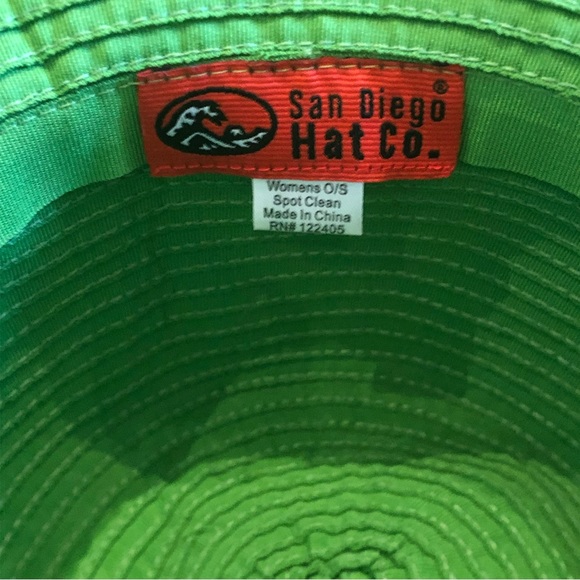 San Diego®
Hat Co.
Womens O/S
Spot Clean
Made In China
RN# 122405